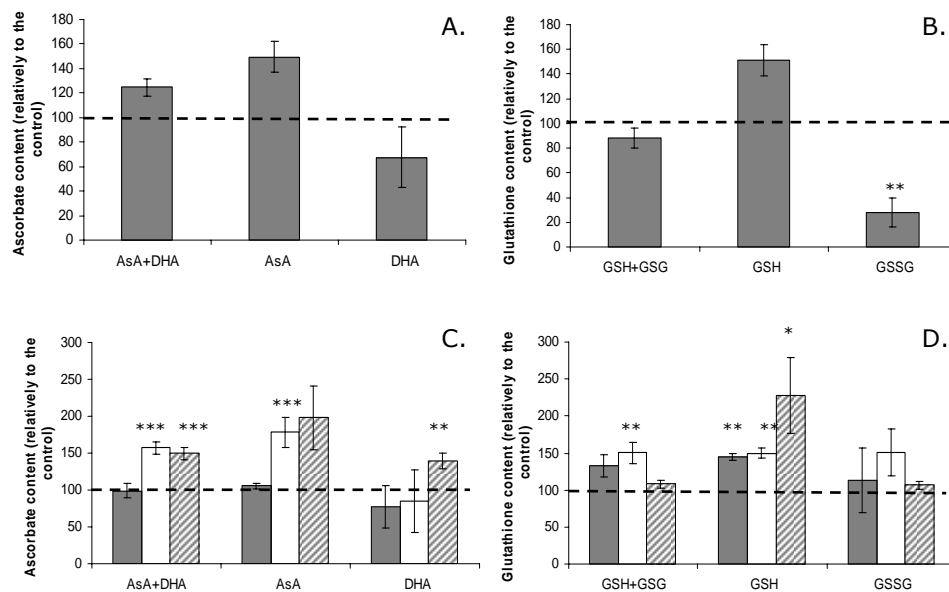 A.
Ascorbate content (relatively to the
control)
180
160
140
120
100
80
60
40
20
0
AsA+DHA
AsA
DHA
B.
Glutathione content (relatively to the
control)
180
160
140
120
100
80
60
40
20
0
**
GSH+GSG
GSH
GSSG
C.
Ascorbate content (relatively to the
control)
300
250
200
150
100
50
0
*** ***
***
**
AsA+DHA
AsA
DHA
D.
Glutathione content (relatively to the
control)
300
250
200
150
100
50
0
**
** **
*
GSH+GSG
GSH
GSSG